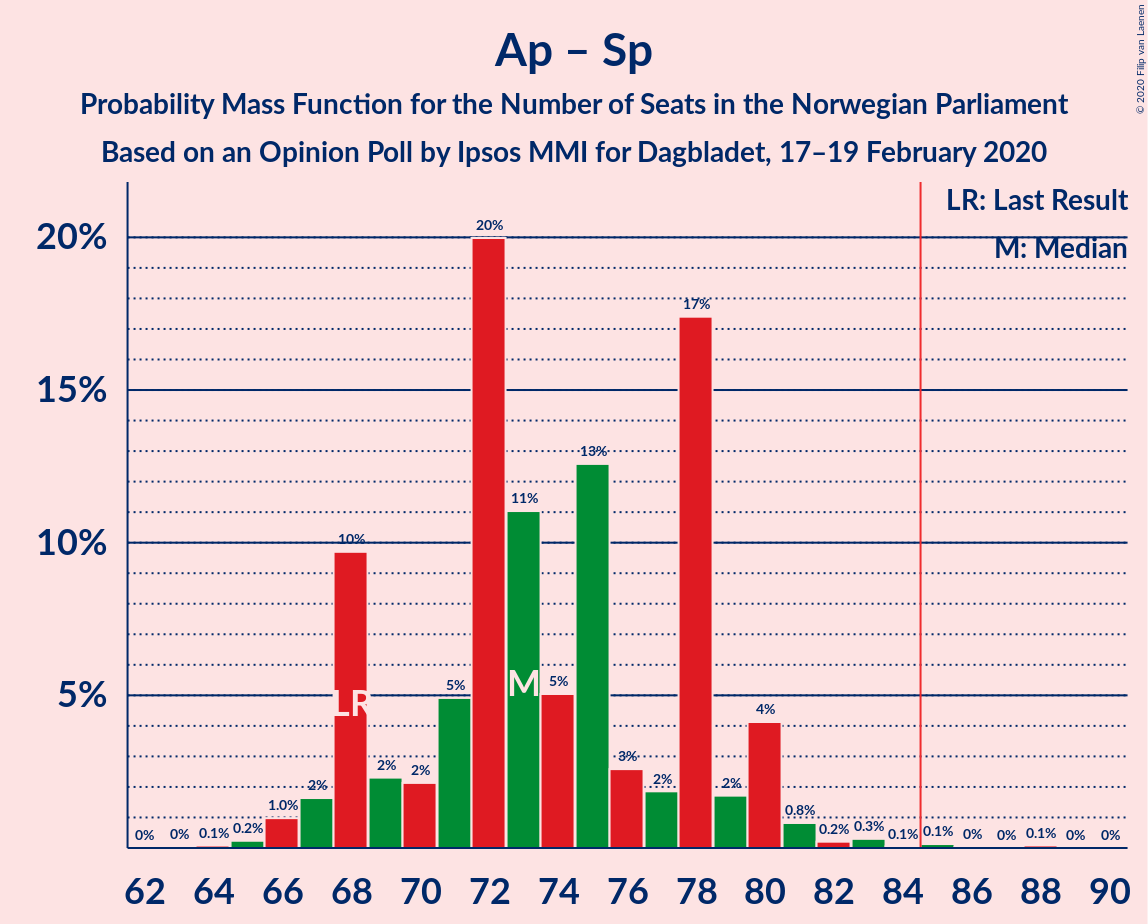 Ap – Sp
Probability Mass Function for the Number of Seats in the Norwegian Parliament
Based on an Opinion Poll by Ipsos MMI for Dagbladet, 17–19 February 2020
© 2020 Filip van Laenen
LR: Last Result
M: Median
20%
15%
10%
5%
0% 0% 0.1% 0.2% 1.0% 2% 10% 2% 2% 5% 20% 11% 5% 13% 3% 2% 17% 2% 4% 0.8% 0.2% 0.3% 0.1% 0.1% 0% 0% 0.1% 0% 0%
LR
M
62 64 66 68 70 72 74 76 78 80 82 84 86 88 90